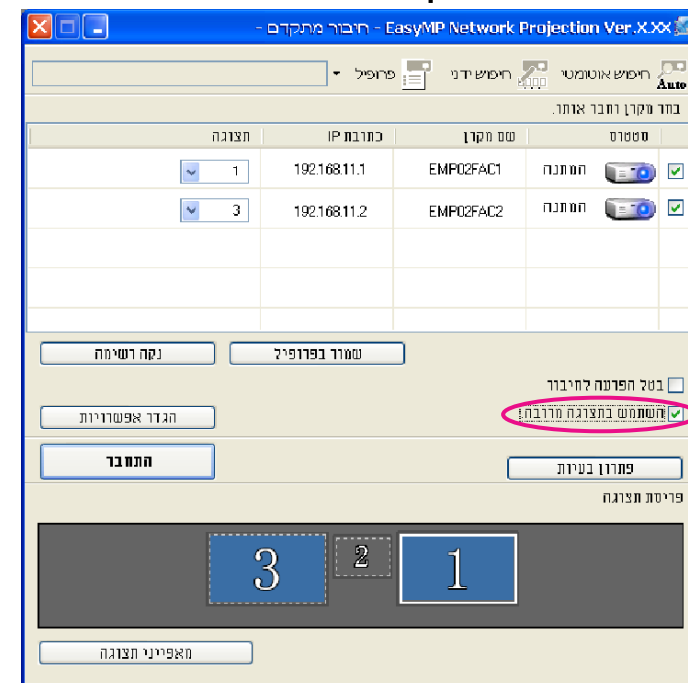 EasyMP Network Projection Ver.X.XX - חיבור מתקדם -
Auto חיפוש אוטומטי חיפוש ידני פרופיל
בחר מקרן וחבר אותו.
סטטוס שם מקרן כתובת IP תצוגה
המתנה EMP02FAC1 192.168.11.1 1
המתנה EMP02FAC2 192.168.11.2 3
שמור בפרופיל נקה רשימה
בטל הפרעה לחיבור
השתמש בתצוגה מרובה!
הגדר אפשרויות
פתרון בעיות התחבר
פריסת תצוגה
3 2 1
מאפייני תצוגה